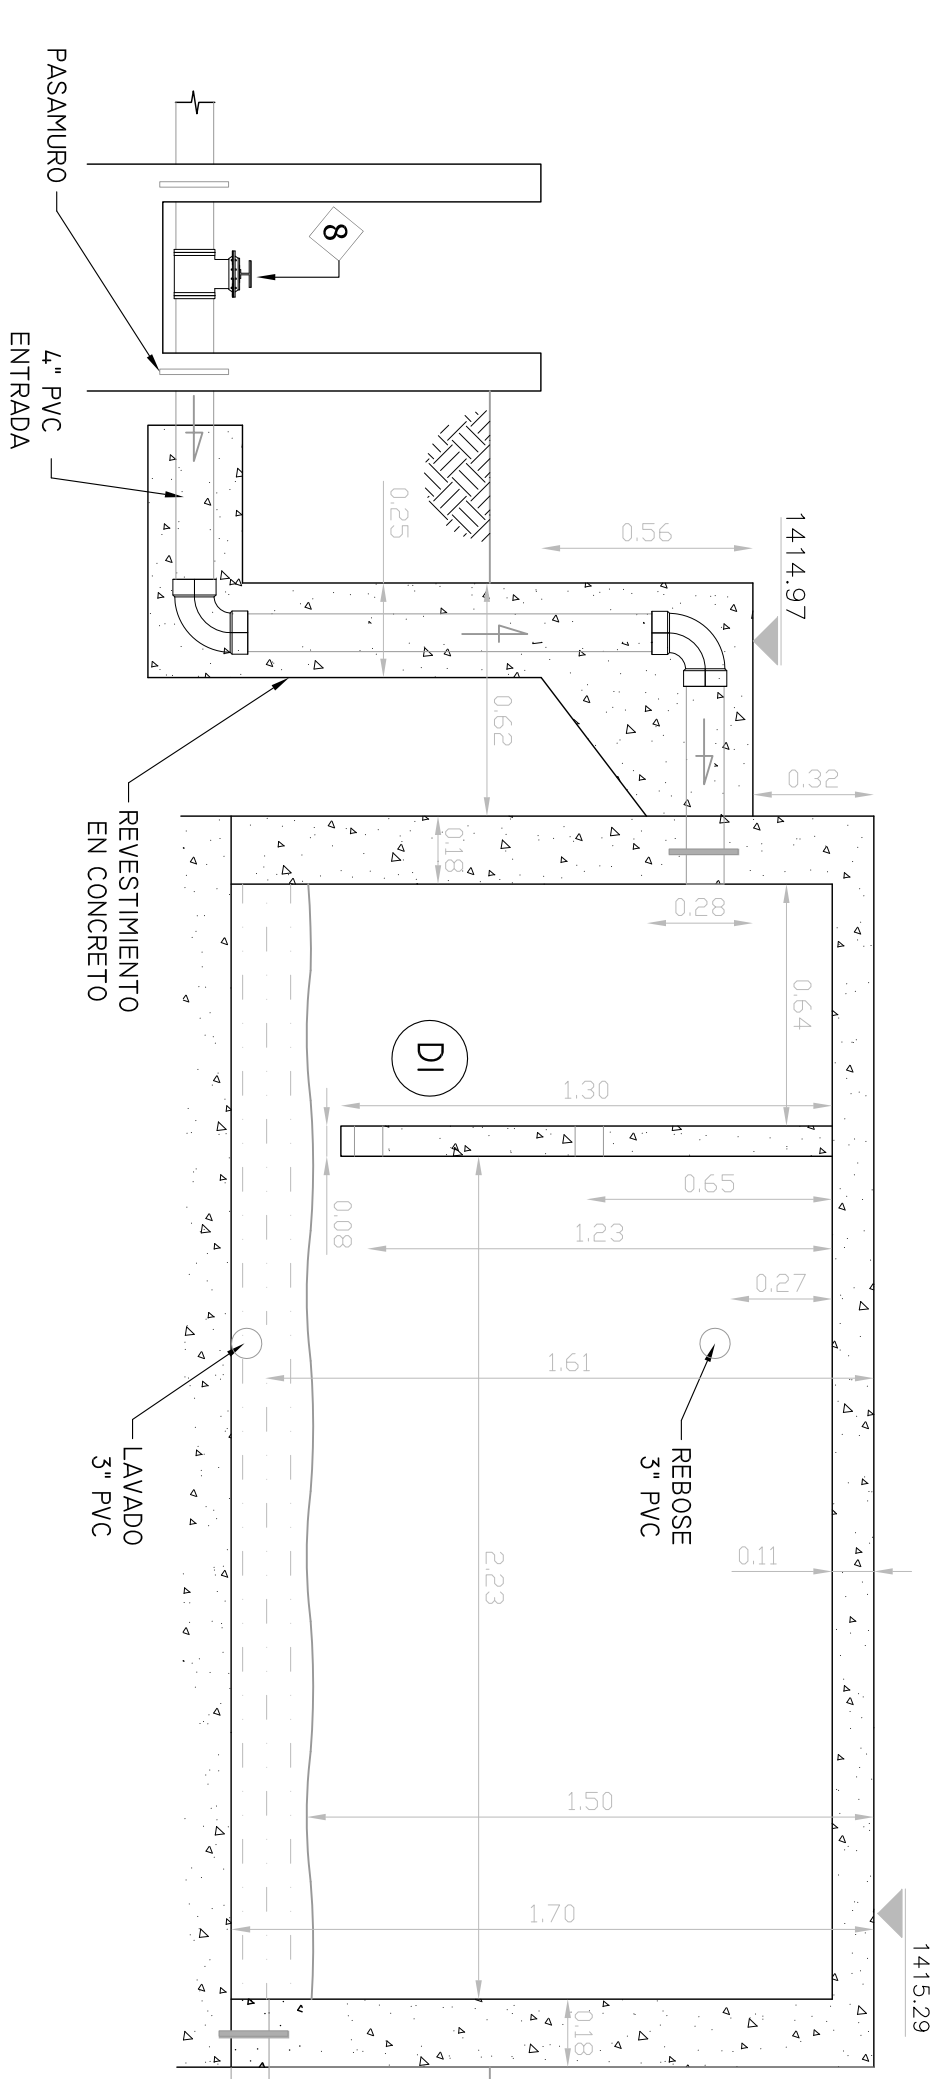 PASAMURO
8
4" PVC
ENTRADA
0.25
0.56
1414.97
0.62
0.32
REVESTIMIENTO
EN CONCRETO
0.18
0.28
0.64
DI
1.30
0.08
0.65
1.23
0.27
1.61
LAVADO
3" PVC
REBOSE
3" PVC
2.23
0.11
1.50
1.70
0.18
1415.29